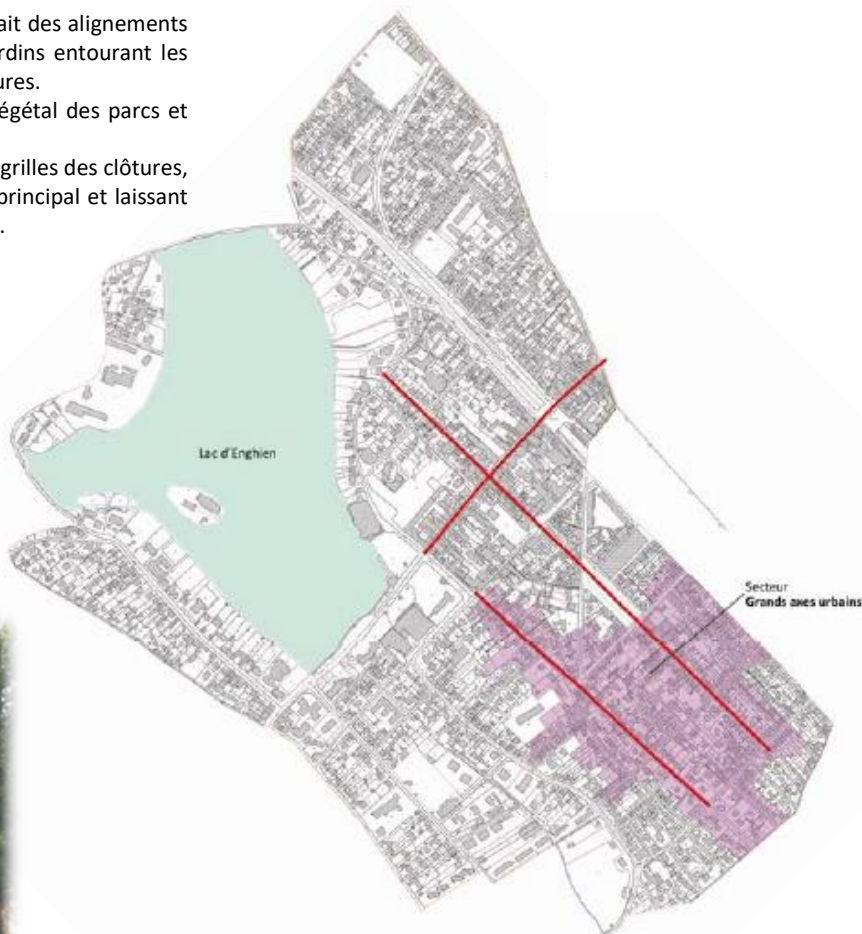 ait des alignements
rdins entourant les
ures.
égétal des parcs et
grilles des clôtures,
principal et laissant
.
Lac d'Enghien
Secteur
Grands axes urbains